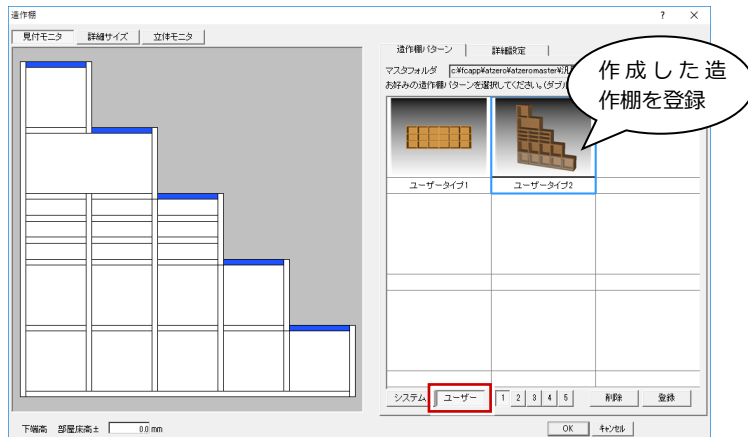 造作棚
? ×
見付モニタ 詳細サイズ 立体モニタ
造作棚パターン 詳細設定
マスタフォルダ c:¥fcapp¥atzero¥atzeromaster¥汎用
お好みの造作棚パターンを選択してください。(ダブル
作成した造
作棚を登録
ユーザータイプ1 ユーザータイプ2
システム ユーザー 1 2 3 4 5 削除 登録
下端高 部屋床高± 0.0 mm
OK キャンセル